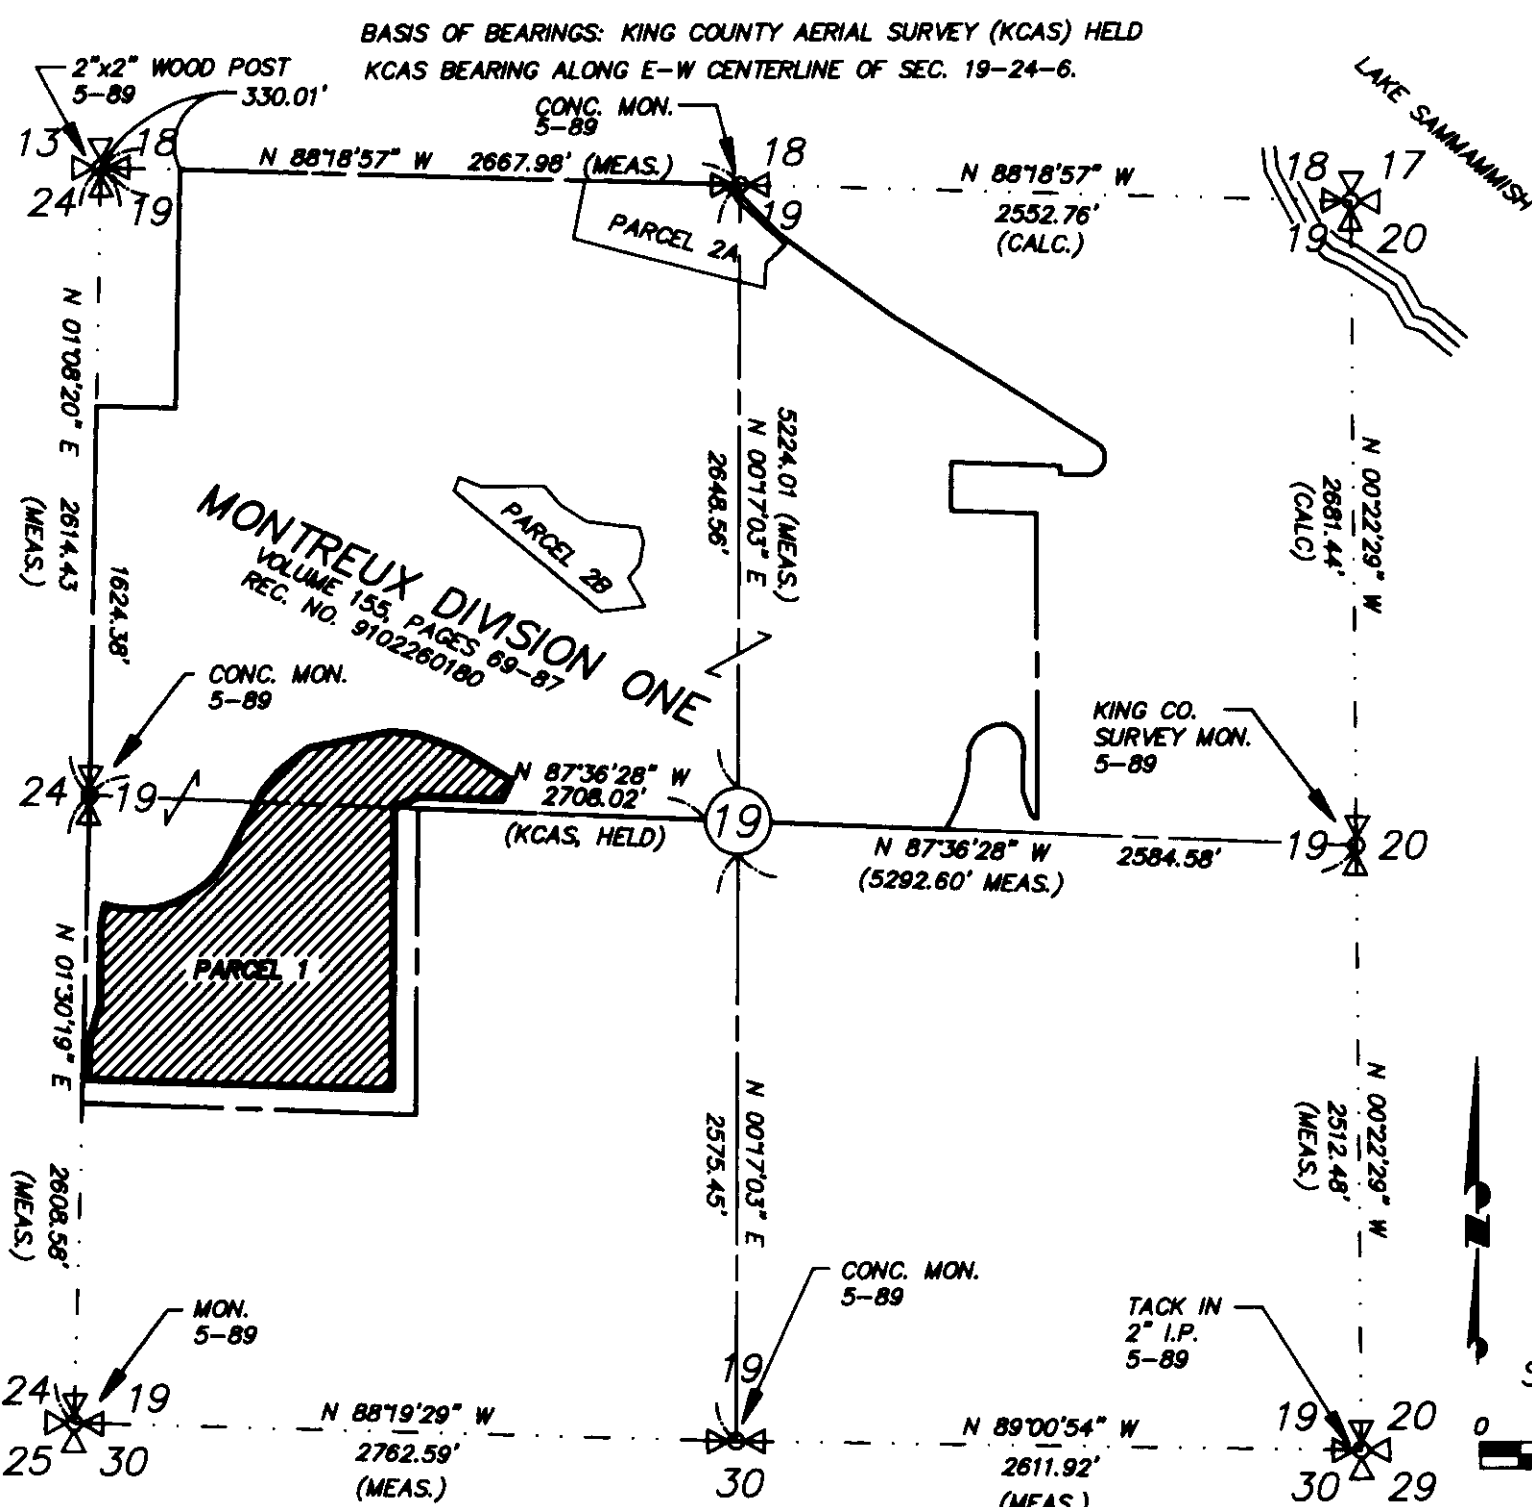 BASIS OF BEARINGS: KING COUNTY AERIAL SURVEY (KCAS) HELD
KCAS BEARING ALONG E-W CENTERLINE OF SEC. 19-24-6.
2"x2" WOOD POST
5-89
330.01'
CONC. MON.
5-89
LAKE SAMMAMMISH
13
18
24
19
N 88°18'57" W 2667.98' (MEAS.)
18
19
N 88°18'57" W
2552.76'
(CALC.)
18
17
19
20
PARCEL 2A
N 01°08'20" E 2614.43
(MEAS.)
1624.38'
5224.01 (MEAS.)
N 00°17'03" E
2648.56'
N 00°22'29" W
2681.44'
(CALC)
PARCEL 2B
MONTREUX DIVISION ONE
VOLUME 155, PAGES 69-87
REC. NO. 9102260180
CONC. MON.
5-89
KING CO.
SURVEY MON.
5-89
24
19
N 87°36'28" W
2708.02'
(KCAS, HELD)
19
N 87°36'28" W 2584.58'
(5292.60' MEAS.)
19
20
PARCEL 1
N 01°30'19" E
2608.58'
(MEAS.)
N 00°17'03" E
2575.45'
N 00°22'29" W
2512.48'
(MEAS.)
N
MON.
5-89
CONC. MON.
5-89
TACK IN
2" I.P.
5-89
24
19
25
30
N 88°19'29" W
2762.59'
(MEAS.)
19
30
N 89°00'54" W
2611.92'
(MEAS.)
19
20
30
29
0